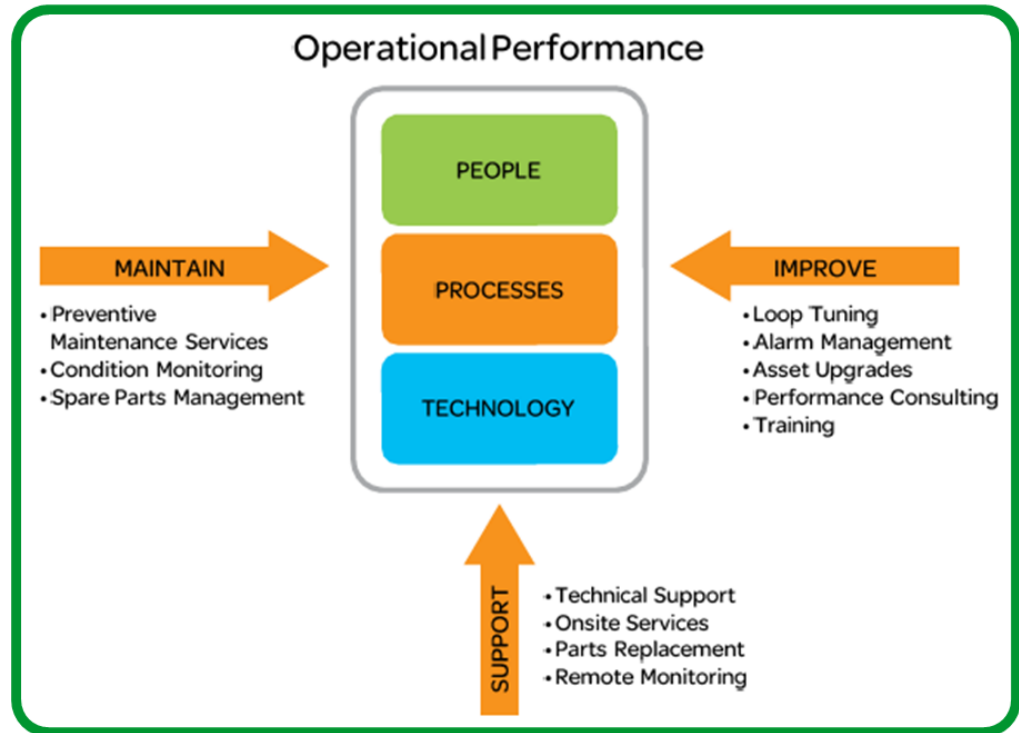 Operational Performance
PEOPLE
PROCESSES
TECHNOLOGY
MAINTAIN
• Preventive
Maintenance Services
• Condition Monitoring
• Spare Parts Management
IMPROVE
• Loop Tuning
• Alarm Management
• Asset Upgrades
• Performance Consulting
• Training
SUPPORT
• Technical Support
• Onsite Services
• Parts Replacement
• Remote Monitoring